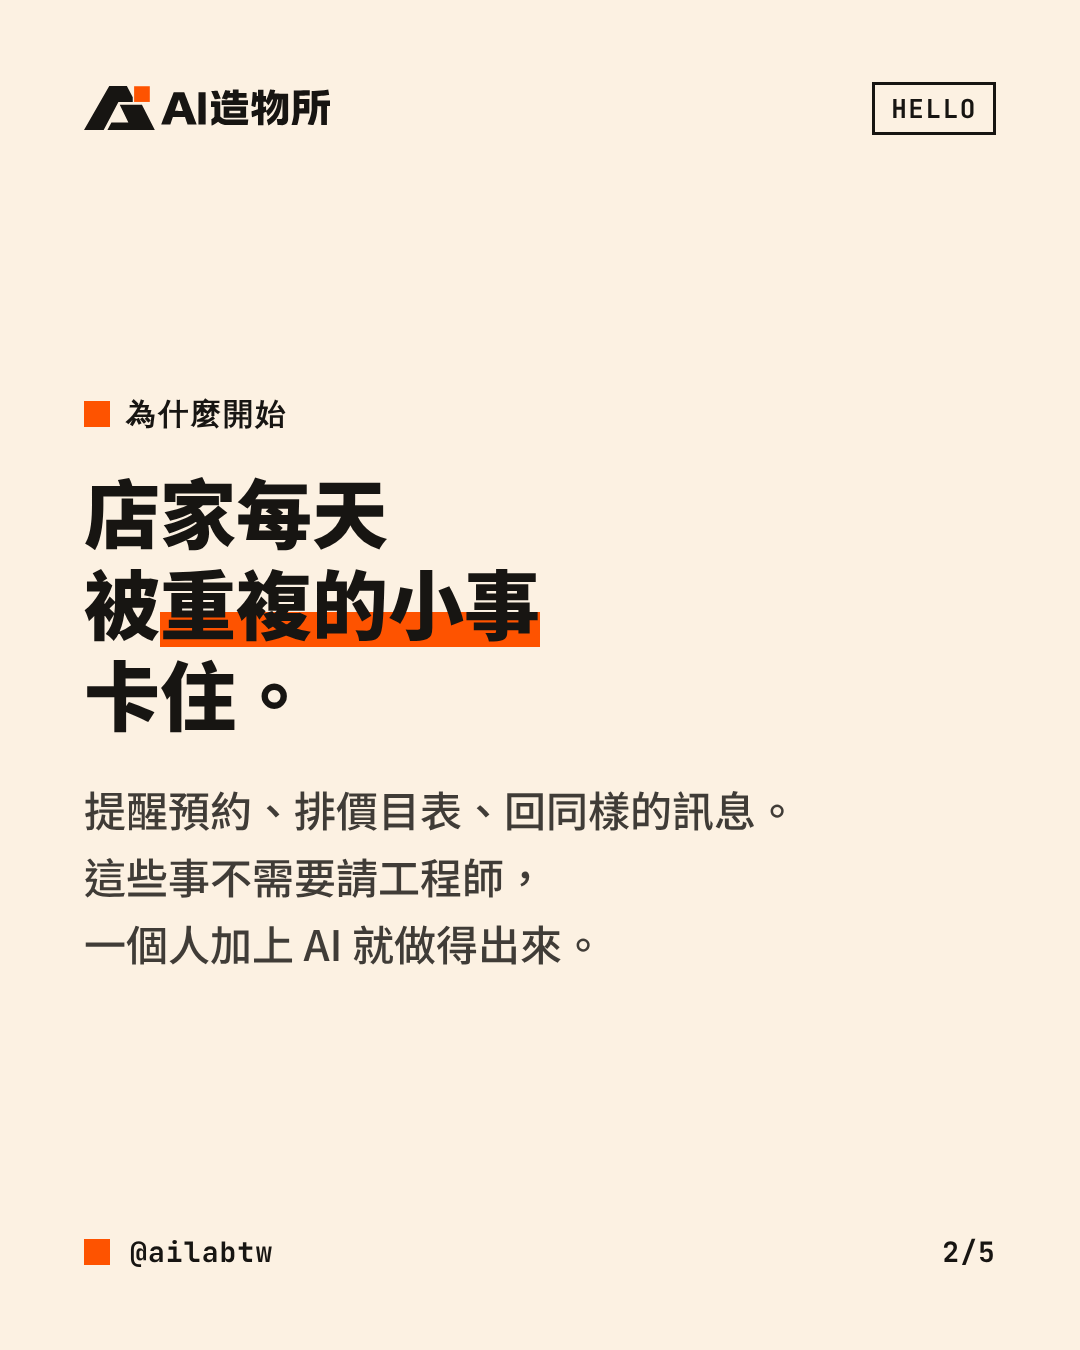 AI造物所
HELLO
為什麼開始
店家每天
被重複的小事
卡住。
提醒預約、排價目表、回同樣的訊息。
這些事不需要請工程師，
一個人加上 AI 就做得出來。
@ailabtw
2/5